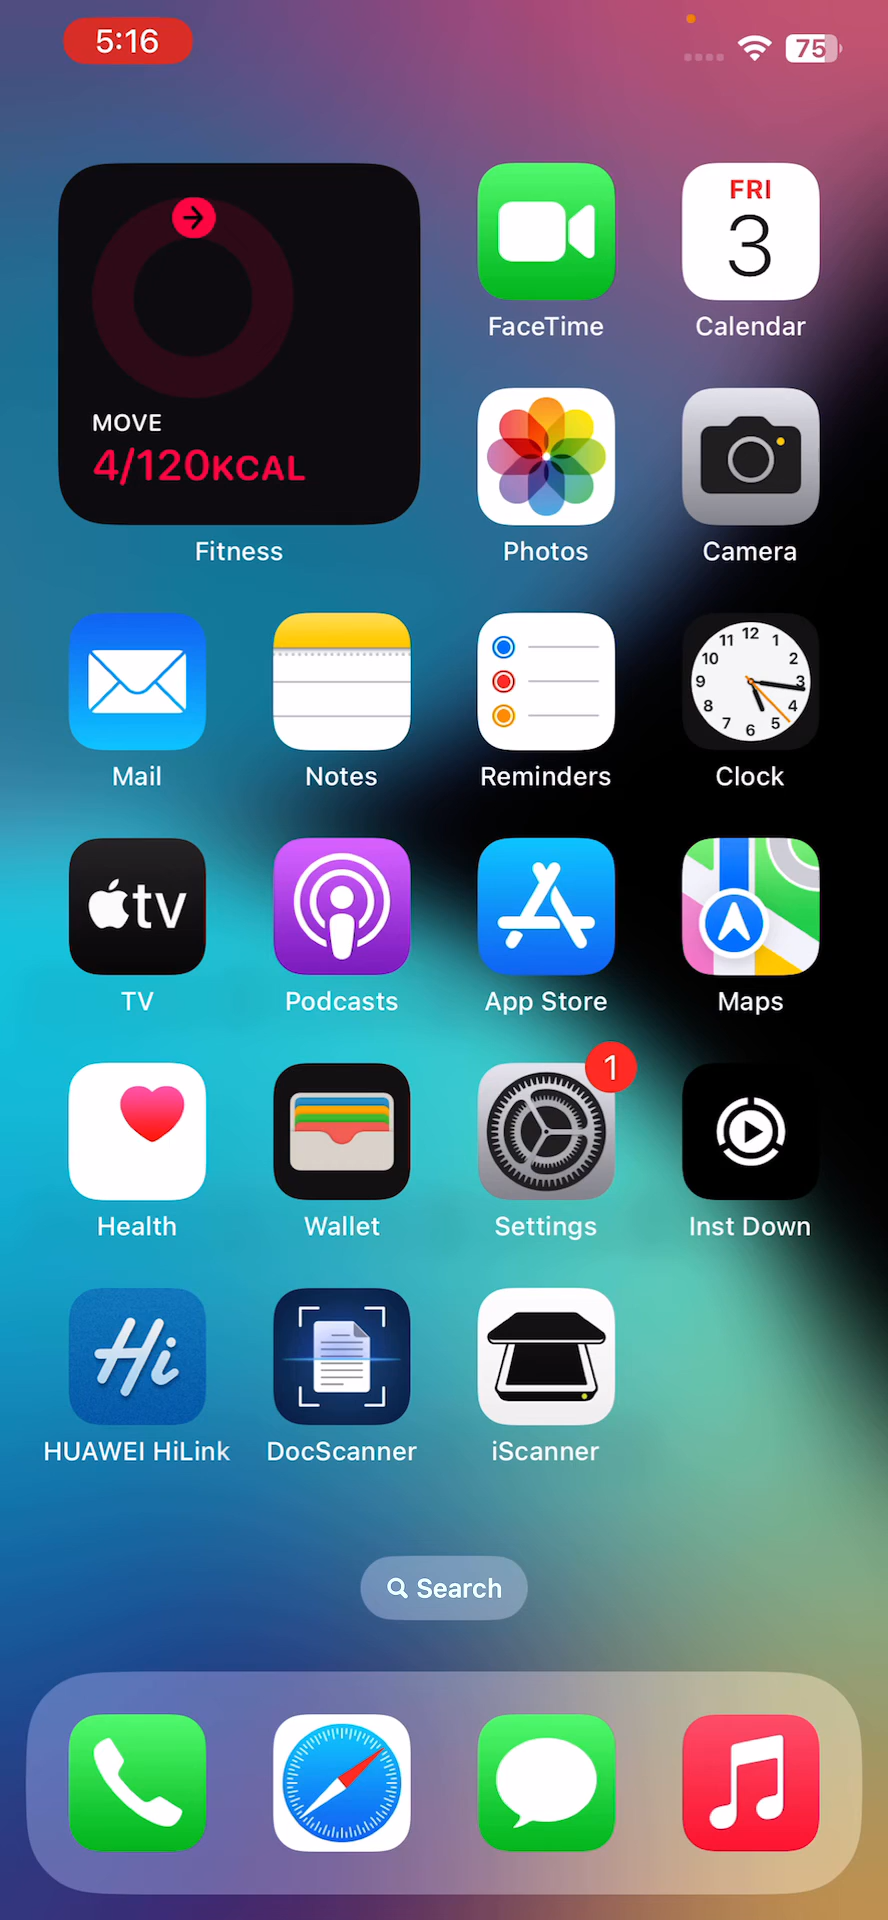 5:16
75
MOVE
4/120KCAL
Fitness
FaceTime
FRI
3
Calendar
Photos
Camera
Mail
Notes
Reminders
12
1
2
3
4
5
6
7
8
9
10
11
Clock
tv
TV
Podcasts
App Store
Maps
Health
Wallet
1
Settings
Inst Down
Hi
HUAWEI HiLink
DocScanner
iScanner
Search